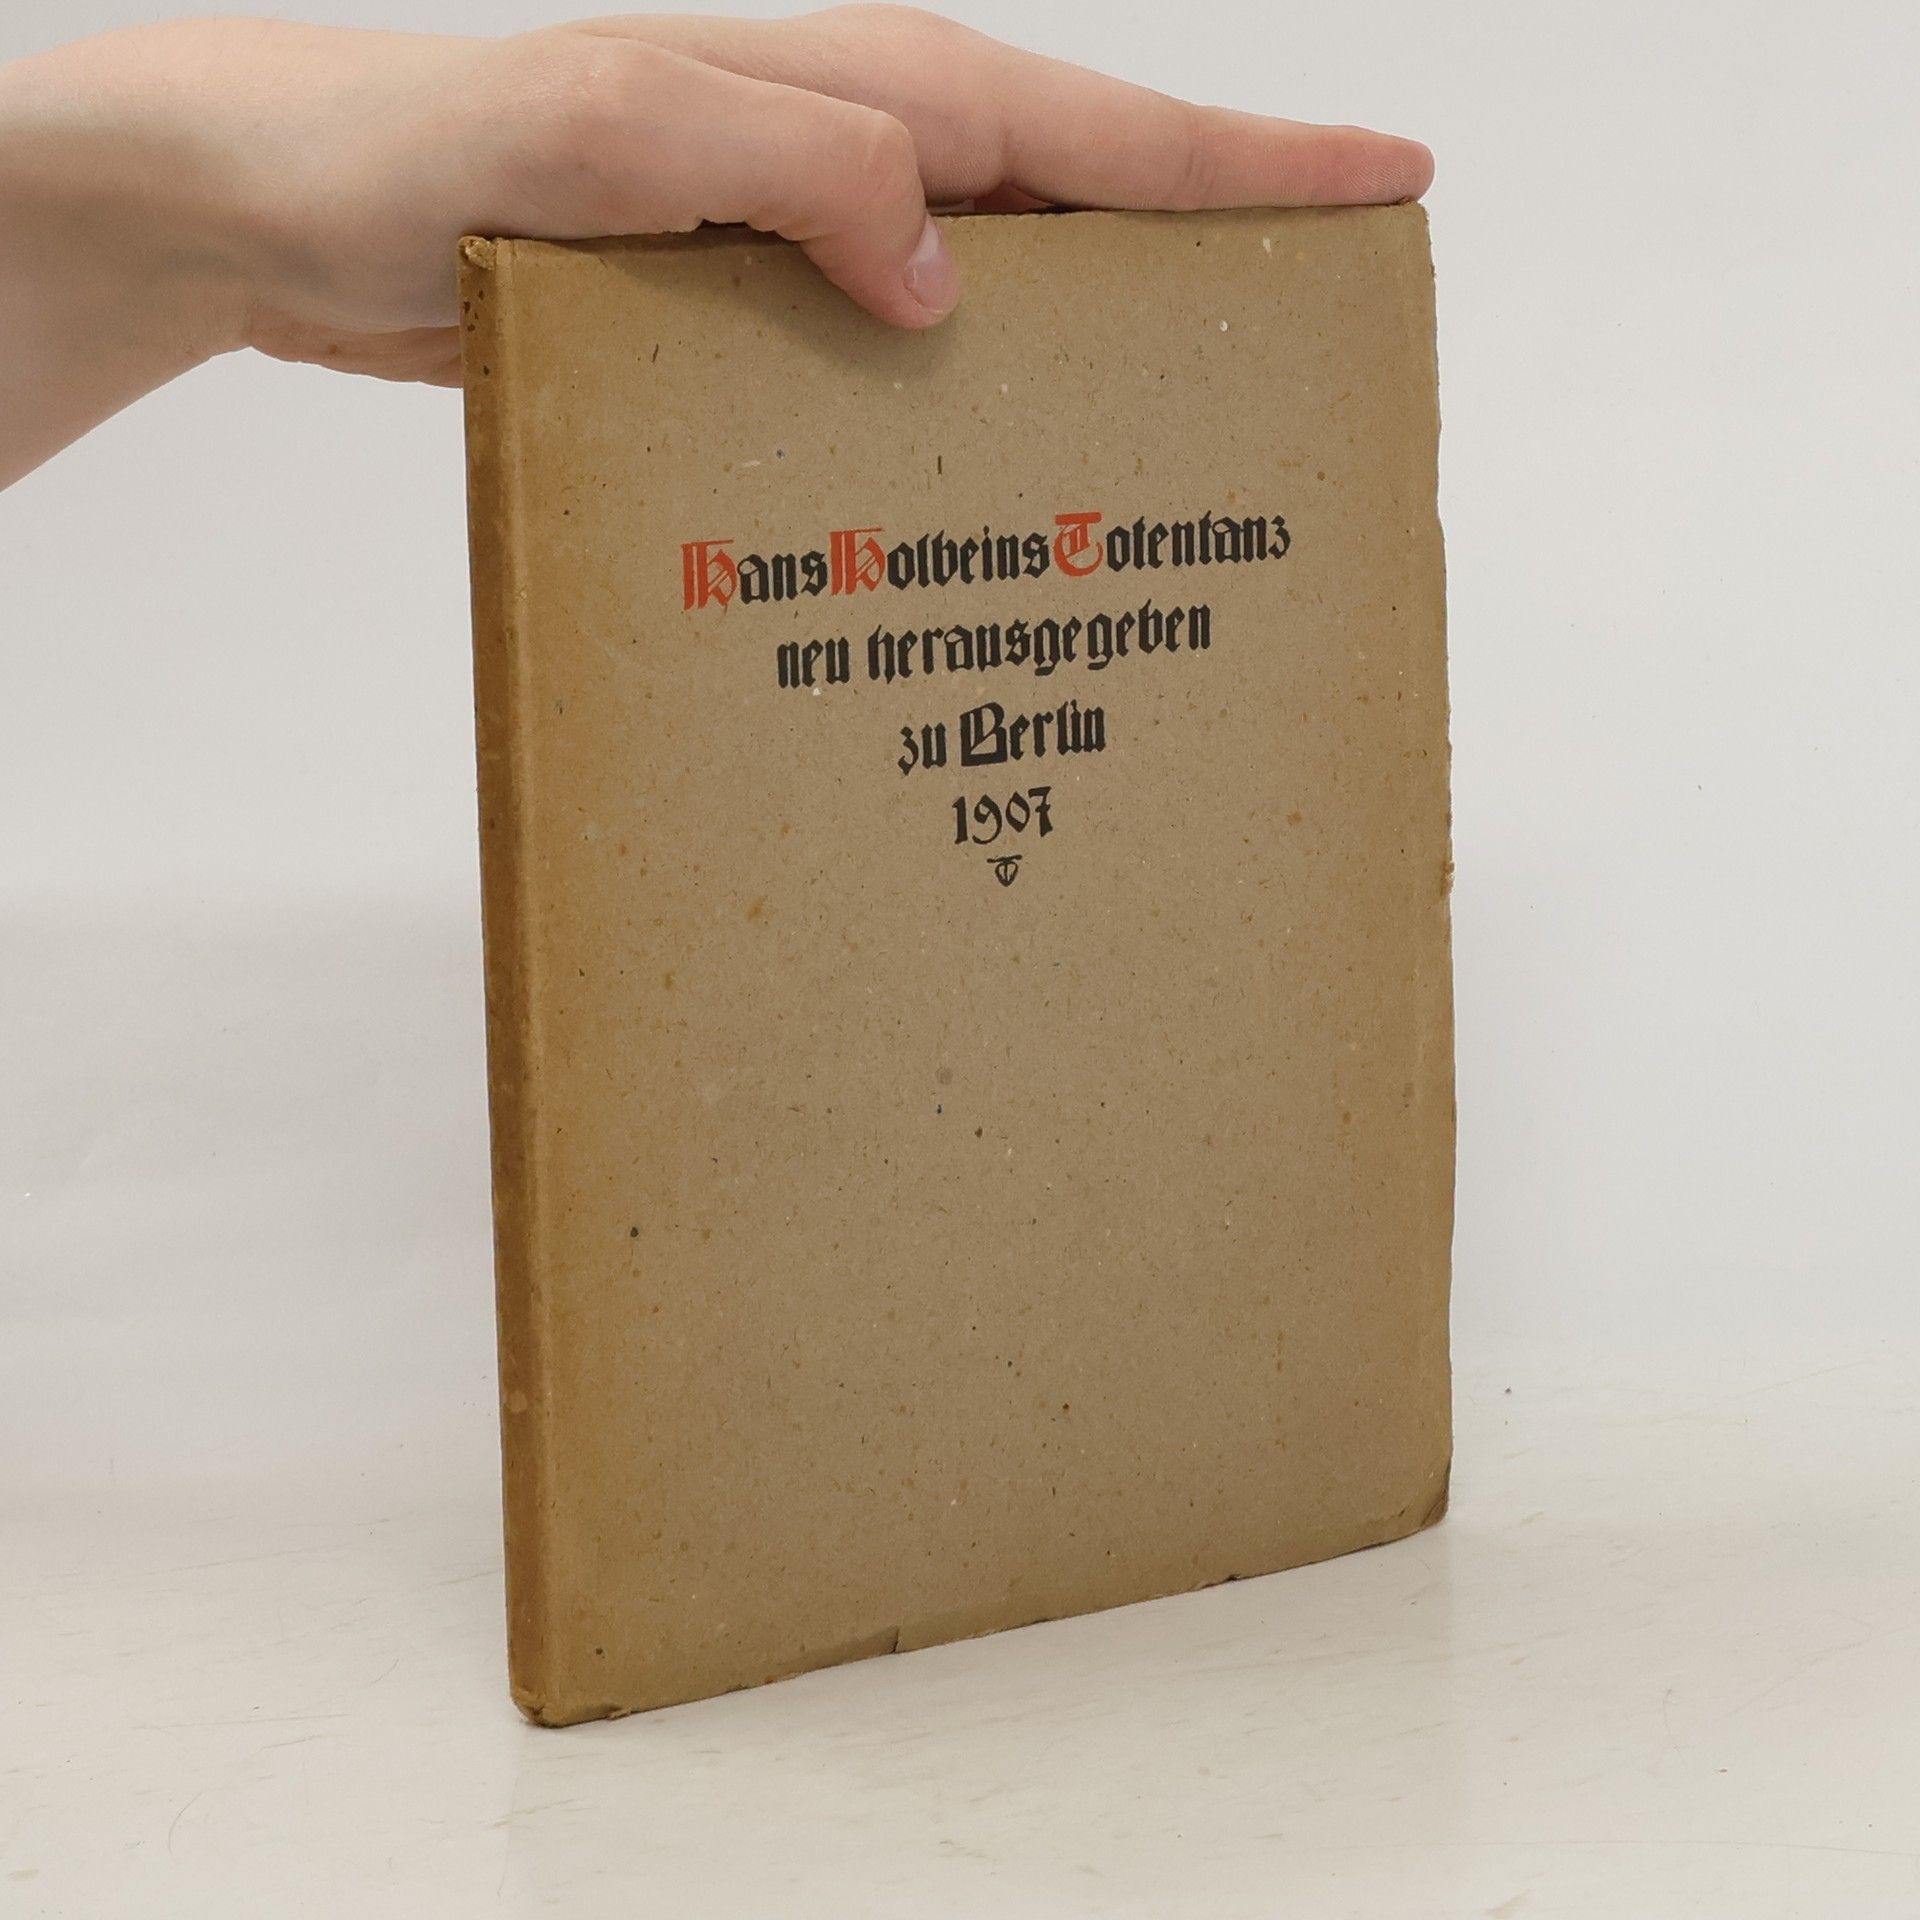 Hans Holbeins Totentanz
neu herausgegeben
zu Berlin
1907